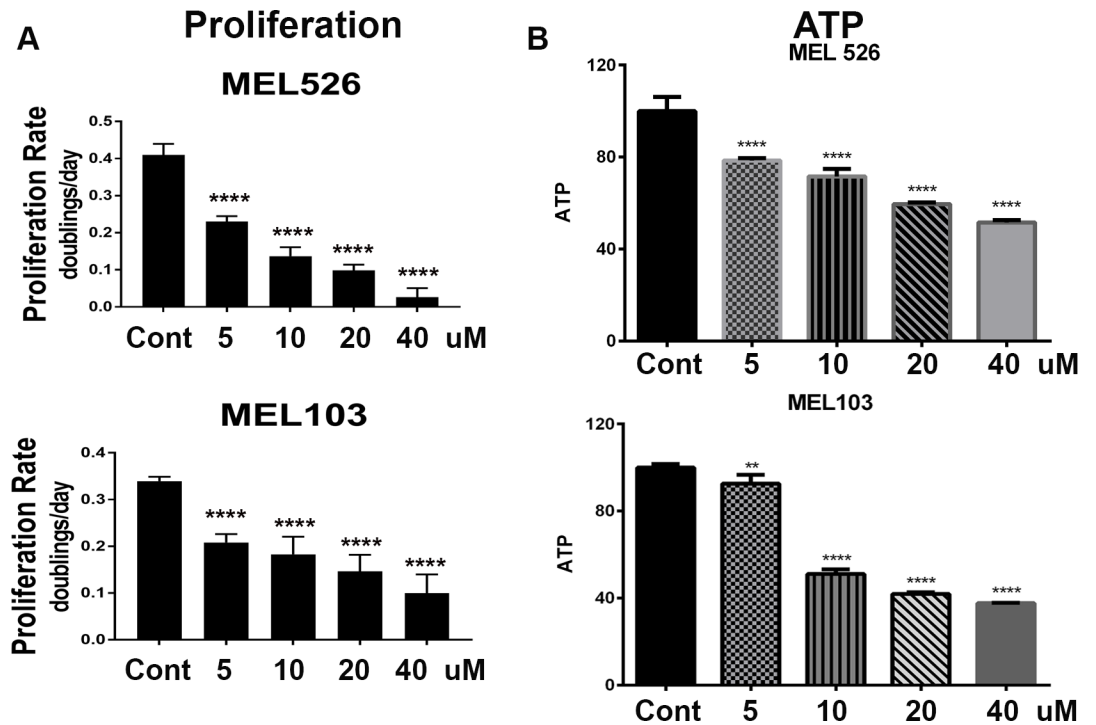 A
Proliferation
MEL526
Proliferation Rate
doublings/day
0.5
0.4
0.3
0.2
0.1
0.0
****
****
****
****
Cont 5 10 20 40 uM
MEL103
Proliferation Rate
doublings/day
0.4
0.3
0.2
0.1
0.0
****
****
****
****
Cont 5 10 20 40 uM
B
ATP
MEL 526
ATP
120
80
40
0
****
****
****
****
Cont 5 10 20 40 uM
MEL103
ATP
120
80
40
0
**
****
****
****
Cont 5 10 20 40 uM